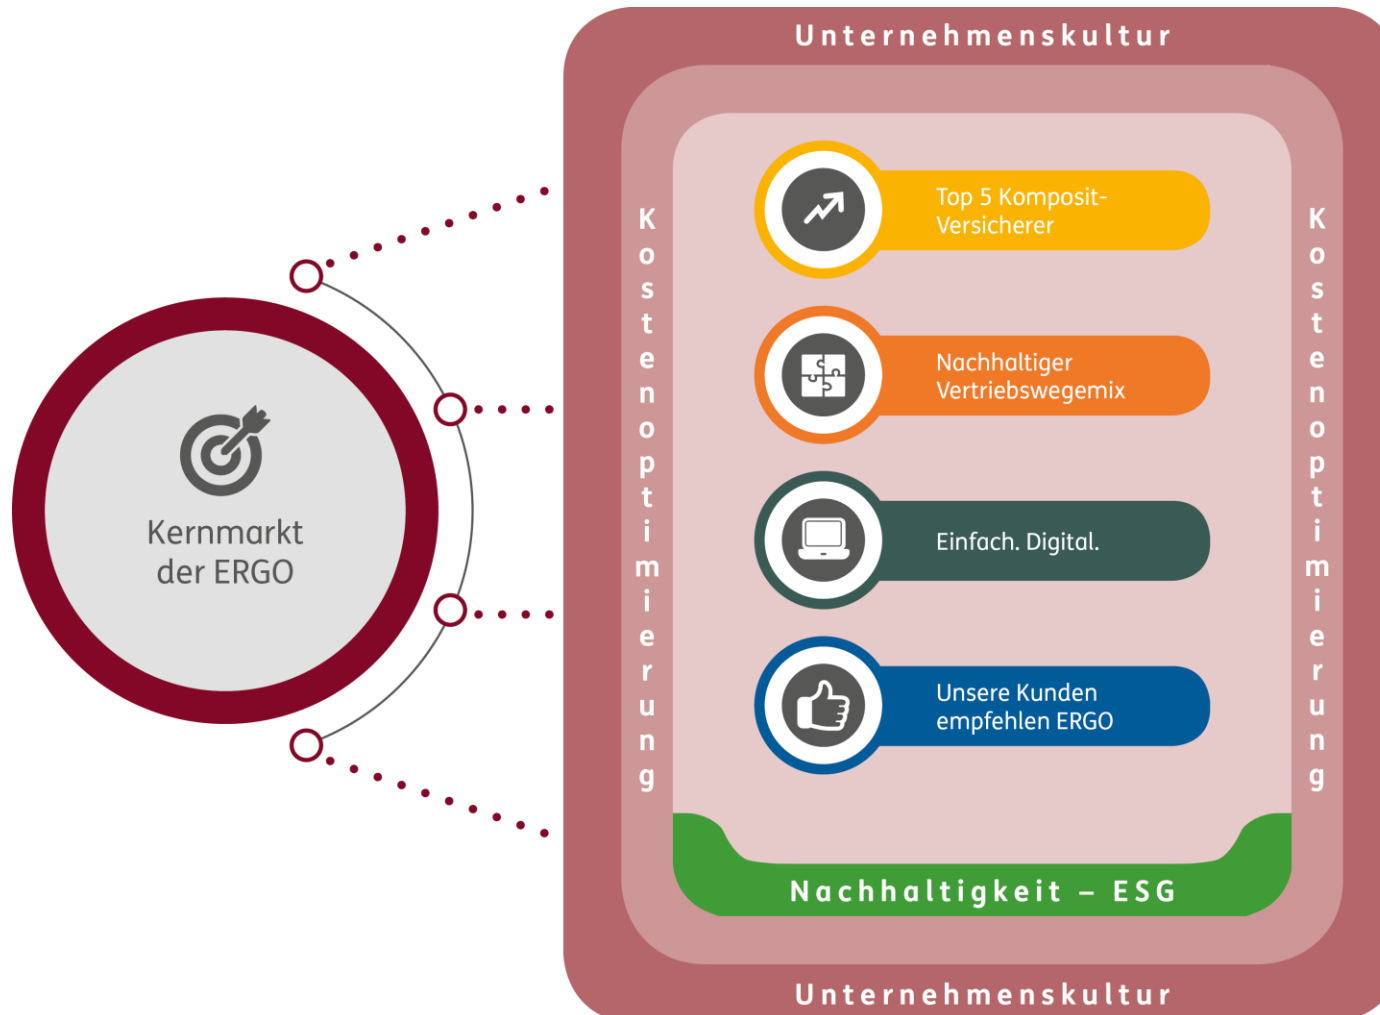 Unternehmenskultur
Kostenoptimierung
Kostenoptimierung
Kernmarkt
der ERGO
Top 5 Komposit-
Versicherer
Nachhaltiger
Vertriebswegemix
Einfach. Digital.
Unsere Kunden
empfehlen ERGO
Nachhaltigkeit – ESG
Unternehmenskultur